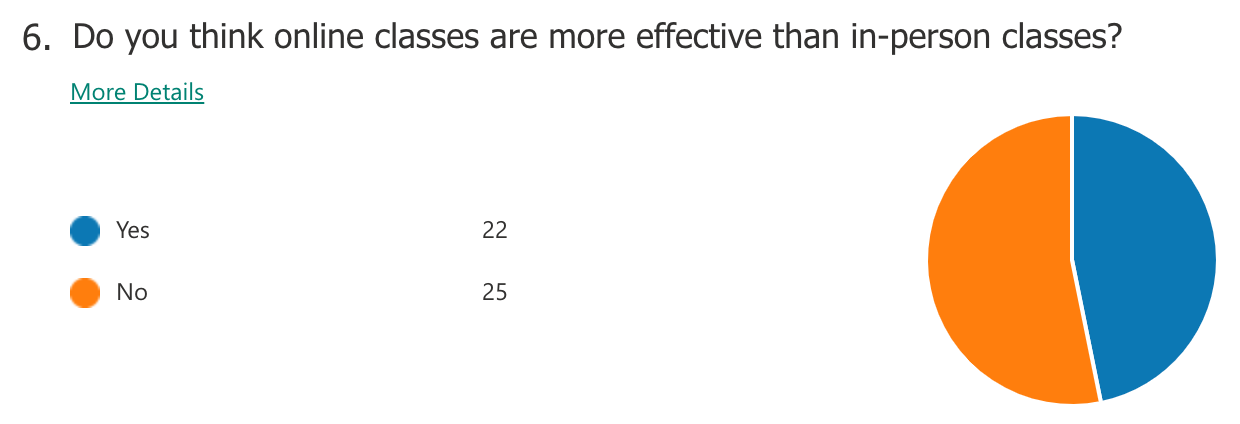 6. Do you think online classes are more effective than in-person classes?
More Details
Yes 22
No 25